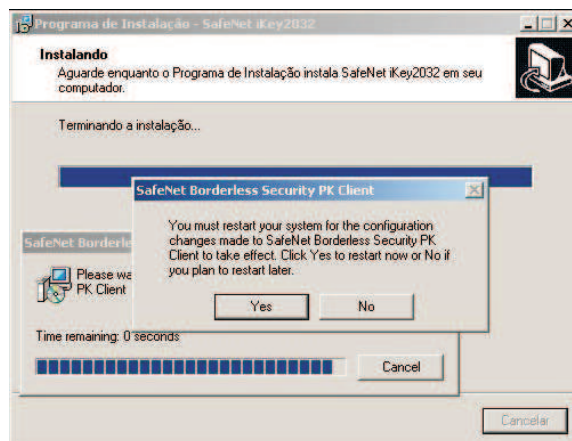 Programa de Instalação - SafeNet iKey2032
Instalando
Aguarde enquanto o Programa de Instalação instala SafeNet iKey2032 em seu
computador.
Terminando a instalação...
SafeNet Borderless Security PK Client
You must restart your system for the configuration
changes made to SafeNet Borderless Security PK
Client to take effect. Click Yes to restart now or No if
you plan to restart later.
Yes
No
SafeNet Borderle
Please wa
PK Client
Time remaining: 0 seconds
Cancel
Cancelar